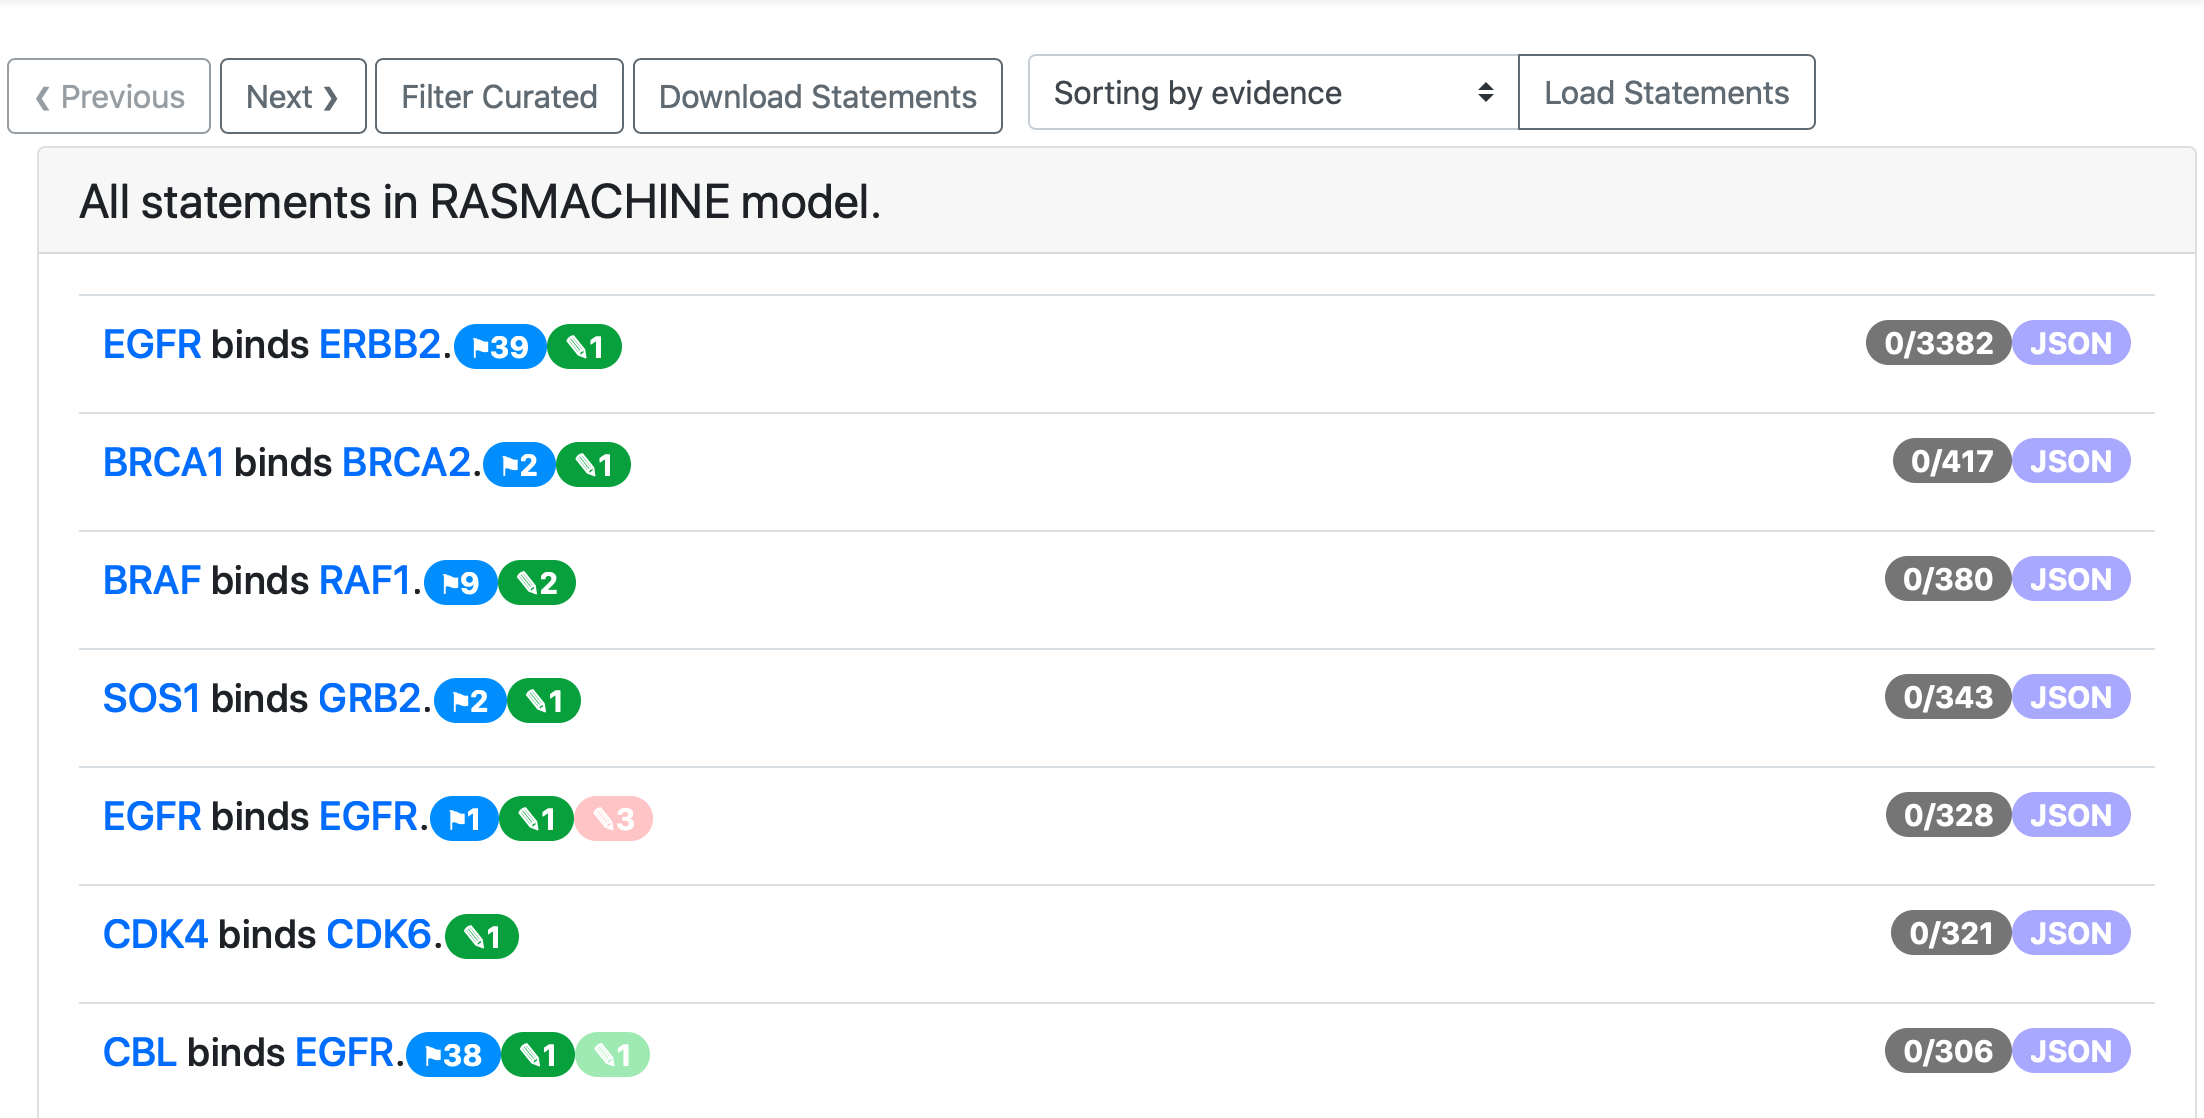 ❮ Previous Next ❯ Filter Curated Download Statements Sorting by evidence Load Statements
All statements in RASMACHINE model.
EGFR binds ERBB2. ⚑39 ✎1 0/3382 JSON
BRCA1 binds BRCA2. ⚑2 ✎1 0/417 JSON
BRAF binds RAF1. ⚑9 ✎2 0/380 JSON
SOS1 binds GRB2. ⚑2 ✎1 0/343 JSON
EGFR binds EGFR. ⚑1 ✎1 ✎3 0/328 JSON
CDK4 binds CDK6. ✎1 0/321 JSON
CBL binds EGFR. ⚑38 ✎1 ✎1 0/306 JSON